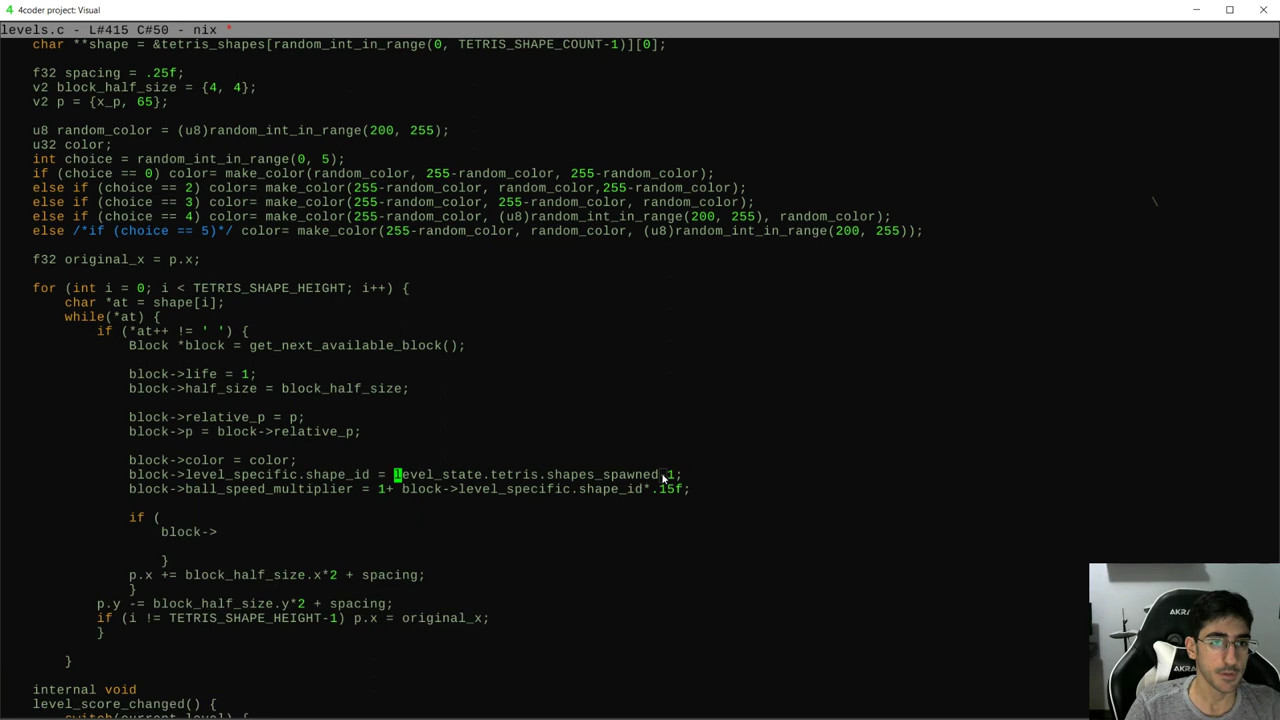 4coder project: Visual
levels.c - L#415 C#50 - nix *
char **shape = &tetris_shapes[random_int_in_range(0, TETRIS_SHAPE_COUNT-1)][0];
f32 spacing = .25f;
v2 block_half_size = {4, 4};
v2 p = {x_p, 65};
u8 random_color = (u8)random_int_in_range(200, 255);
u32 color;
int choice = random_int_in_range(0, 5);
if (choice == 0) color= make_color(random_color, 255-random_color, 255-random_color);
else if (choice == 2) color= make_color(255-random_color, random_color,255-random_color);
else if (choice == 3) color= make_color(255-random_color, 255-random_color, random_color);
else if (choice == 4) color= make_color(255-random_color, (u8)random_int_in_range(200, 255), random_color);
else /*if (choice == 5)*/ color= make_color(255-random_color, random_color, (u8)random_int_in_range(200, 255));
\
f32 original_x = p.x;
for (int i = 0; i < TETRIS_SHAPE_HEIGHT; i++) {
char *at = shape[i];
while(*at) {
if (*at++ != ' ') {
Block *block = get_next_available_block();
block->life = 1;
block->half_size = block_half_size;
block->relative_p = p;
block->p = block->relative_p;
block->color = color;
block->level_specific.shape_id = level_state.tetris.shapes_spawned-1;
block->ball_speed_multiplier = 1+ block->level_specific.shape_id*.15f;
if (
block->
}
p.x += block_half_size.x*2 + spacing;
}
p.y -= block_half_size.y*2 + spacing;
if (i != TETRIS_SHAPE_HEIGHT-1) p.x = original_x;
}
}
internal void
level_score_changed() {
switch(current_level) {
AKRA
AKR